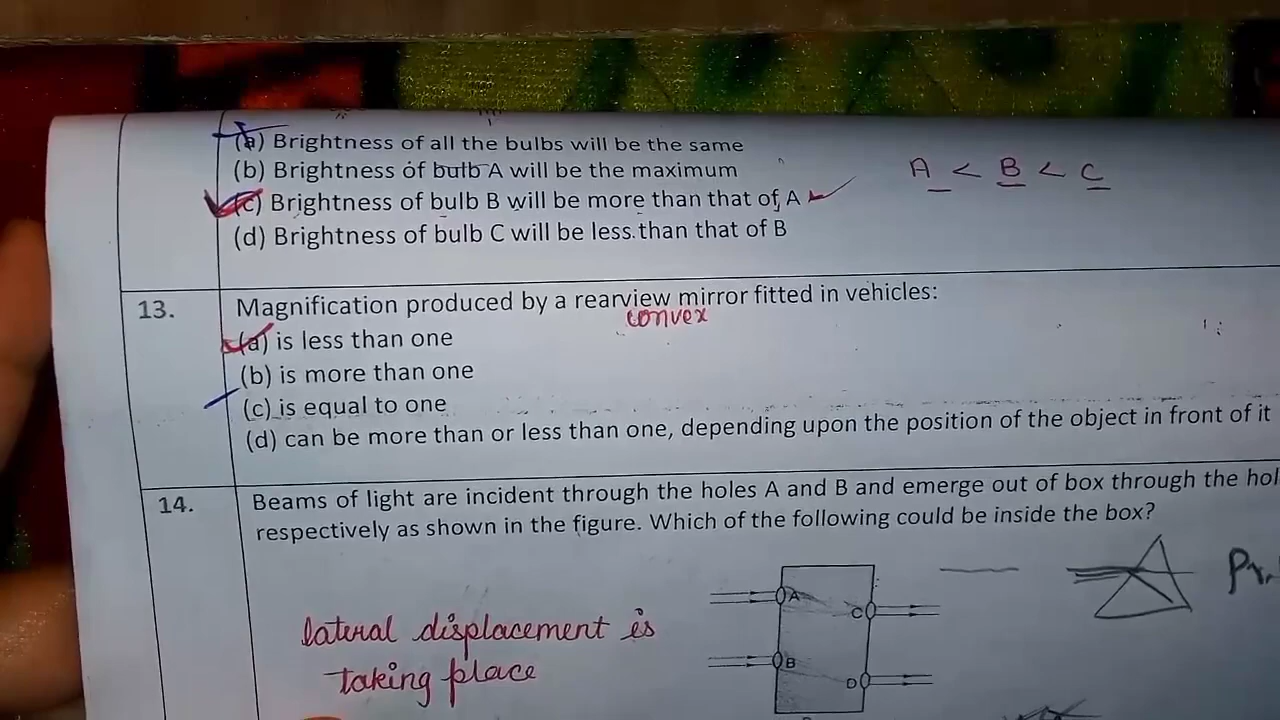 (a) Brightness of all the bulbs will be the same
(b) Brightness of bulb A will be the maximum
A < B < C
(c) Brightness of bulb B will be more than that of A
(d) Brightness of bulb C will be less than that of B
13. Magnification produced by a rearview mirror fitted in vehicles:
convex
(a) is less than one
(b) is more than one
(c) is equal to one
(d) can be more than or less than one, depending upon the position of the object in front of it
14. Beams of light are incident through the holes A and B and emerge out of box through the
respectively as shown in the figure. Which of the following could be inside the box?
A
C
lateral displacement is
B
taking place
D